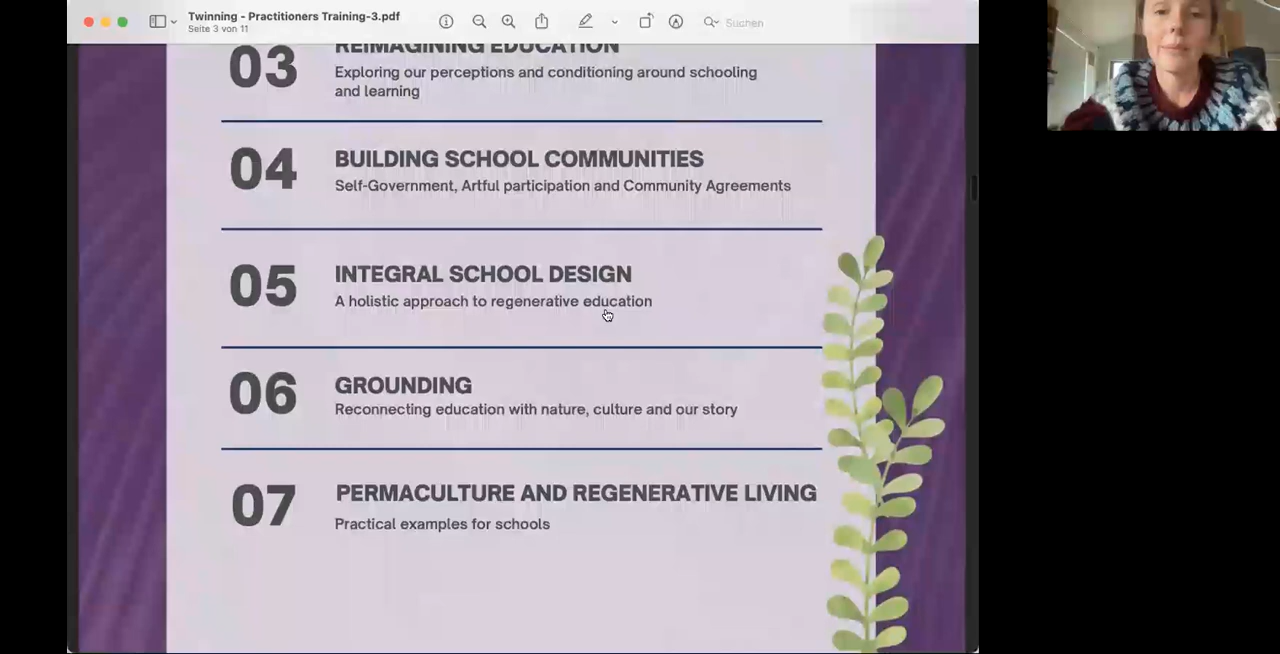 Twinning - Practitioners Training-3.pdf
Seite 3 von 11
Suchen
03
REIMAGINING EDUCATION
Exploring our perceptions and conditioning around schooling
and learning
04
BUILDING SCHOOL COMMUNITIES
Self-Government, Artful participation and Community Agreements
05
INTEGRAL SCHOOL DESIGN
A holistic approach to regenerative education
06
GROUNDING
Reconnecting education with nature, culture and our story
07
PERMACULTURE AND REGENERATIVE LIVING
Practical examples for schools